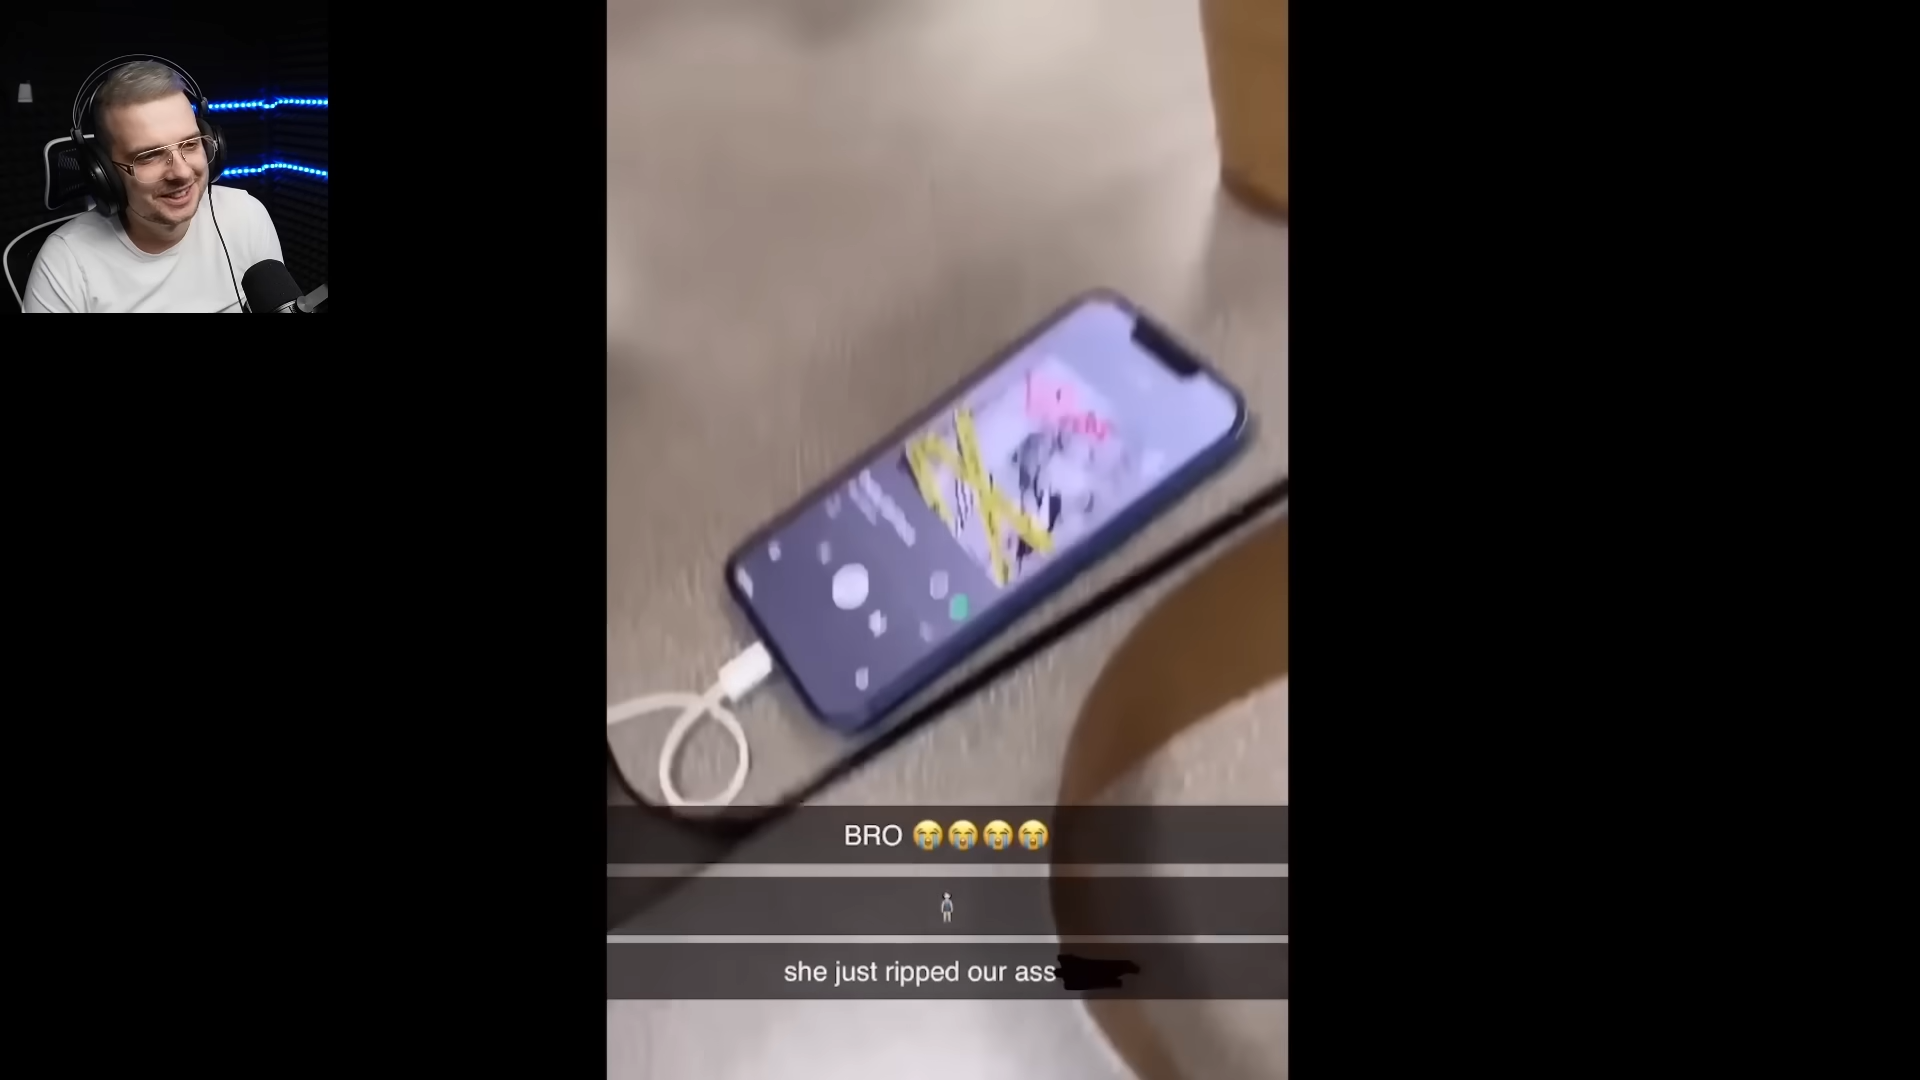 BRO 😭😭😭😭
🧍
she just ripped our ass